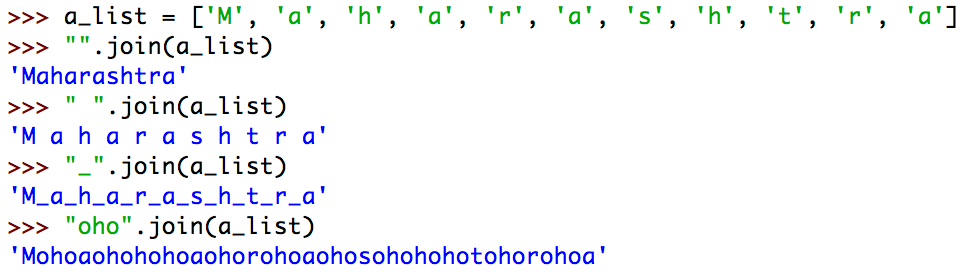 >>> a_list = ['M', 'a', 'h', 'a', 'r', 'a', 's', 'h', 't', 'r', 'a']
>>> "".join(a_list)
'Maharashtra'
>>> " ".join(a_list)
'M a h a r a s h t r a'
>>> "_".join(a_list)
'M_a_h_a_r_a_s_h_t_r_a'
>>> "oho".join(a_list)
'Mohoaohohohoaohorohoaohosohohohotohorohoa'